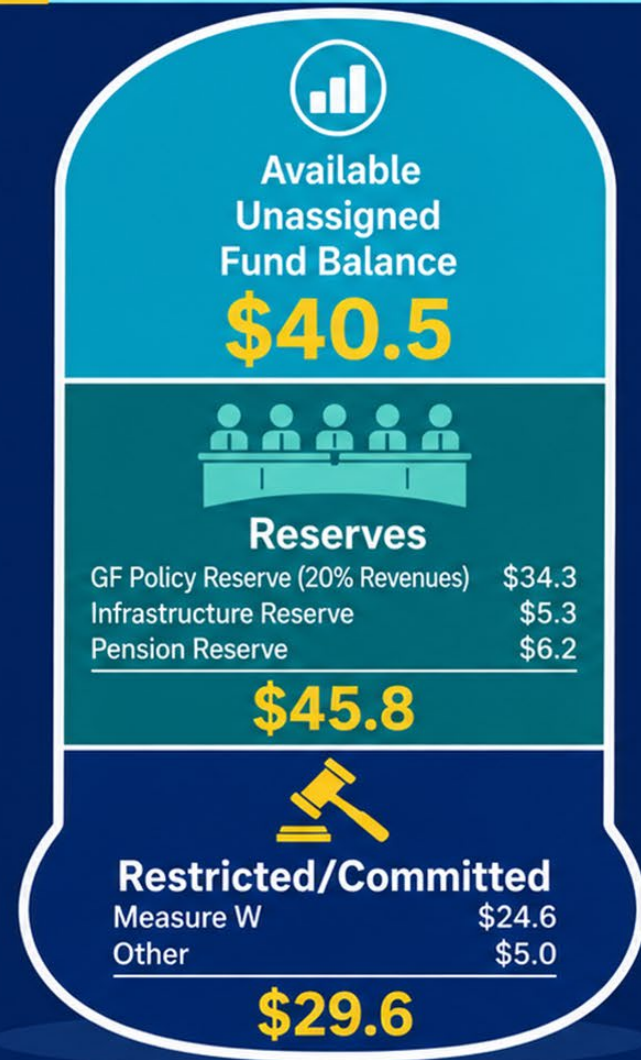 Available
Unassigned
Fund Balance
$40.5
Reserves
GF Policy Reserve (20% Revenues) $34.3
Infrastructure Reserve $5.3
Pension Reserve $6.2
$45.8
Restricted/Committed
Measure W $24.6
Other $5.0
$29.6